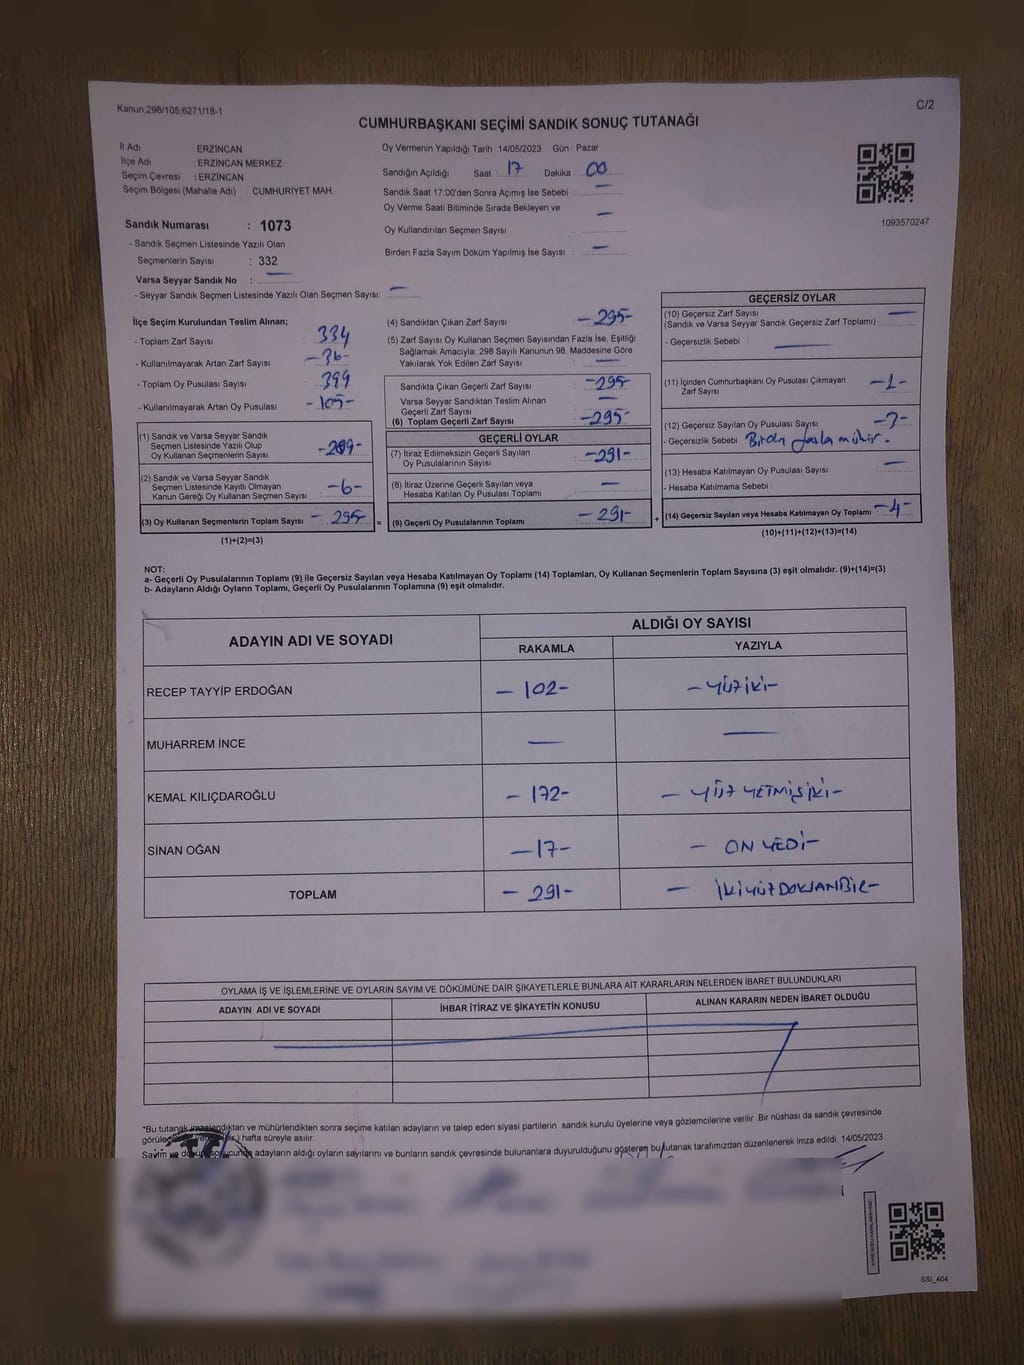 Kanun:298/105;6271/18-1
C/2
CUMHURBAŞKANI SEÇİMİ SANDIK SONUÇ TUTANAĞI
İl Adı : ERZİNCAN
İlçe Adı : ERZİNCAN MERKEZ
Seçim Çevresi : ERZİNCAN
Seçim Bölgesi (Mahalle Adı) : CUMHURİYET MAH.
Sandık Numarası : 1073
- Sandık Seçmen Listesinde Yazılı Olan
Seçmenlerin Sayısı : 332
Varsa Seyyar Sandık No : —
- Seyyar Sandık Seçmen Listesinde Yazılı Olan Seçmen Sayısı: —
Oy Vermenin Yapıldığı Tarih : 14/05/2023 Gün : Pazar
Sandığın Açıldığı Saat 17 Dakika : 00
Sandık Saat 17:00'den Sonra Açımış İse Sebebi : —
Oy Verme Saati Bitiminde Sırada Bekleyen ve
Oy Kullandırılan Seçmen Sayısı : —
Birden Fazla Sayım Döküm Yapılmış İse Sayısı : —
1093570247
İlçe Seçim Kurulundan Teslim Alınan;
- Toplam Zarf Sayısı : 334
- Kullanılmayarak Artan Zarf Sayısı : -36-
- Toplam Oy Pusulası Sayısı : 399
- Kullanılmayarak Artan Oy Pusulası : -105-
(1) Sandık ve Varsa Seyyar Sandık
Seçmen Listesinde Yazılı Olup
Oy Kullanan Seçmenlerin Sayısı -289-
(2) Sandık ve Varsa Seyyar Sandık
Seçmen Listesinde Kayıtlı Olmayan
Kanun Gereği Oy Kullanan Seçmen Sayısı -6-
(3) Oy Kullanan Seçmenlerin Toplam Sayısı - 295- =
(1)+(2)=(3)
(4) Sandıktan Çıkan Zarf Sayısı : -295-
(5) Zarf Sayısı Oy Kullanan Seçmen Sayısından Fazla İse, Eşitliği
Sağlamak Amacıyla; 298 Sayılı Kanunun 98. Maddesine Göre
Yakılarak Yok Edilen Zarf Sayısı : —
Sandıkta Çıkan Geçerli Zarf Sayısı : -295-
Varsa Seyyar Sandıktan Teslim Alınan
Geçerli Zarf Sayısı : —
(6) Toplam Geçerli Zarf Sayısı : -295-
GEÇERLİ OYLAR
(7) İtiraz Edilmeksizin Geçerli Sayılan
Oy Pusulalarının Sayısı : -291-
(8) İtiraz Üzerine Geçerli Sayılan veya
Hesaba Katılan Oy Pusulası Toplamı : —
(9) Geçerli Oy Pusulalarının Toplamı : -291- +
GEÇERSİZ OYLAR
(10) Geçersiz Zarf Sayısı
(Sandık ve Varsa Seyyar Sandık Geçersiz Zarf Toplamı) : —
- Geçersizlik Sebebi : —
(11) İçinden Cumhurbaşkanı Oy Pusulası Çıkmayan
Zarf Sayısı : -1-
(12) Geçersiz Sayılan Oy Pusulası Sayısı : -3-
- Geçersizlik Sebebi : Birden fazla mühür.
(13) Hesaba Katılmayan Oy Pusulası Sayısı : —
- Hesaba Katılmama Sebebi :
(14) Geçersiz Sayılan veya Hesaba Katılmayan Oy Toplamı : -4-
(10)+(11)+(12)+(13)=(14)
NOT:
a- Geçerli Oy Pusulalarının Toplamı (9) ile Geçersiz Sayılan veya Hesaba Katılmayan Oy Toplamı (14) Toplamları, Oy Kullanan Seçmenlerin Toplam Sayısına (3) eşit olmalıdır. (9)+(14)=(3)
b- Adayların Aldığı Oyların Toplamı, Geçerli Oy Pusulalarının Toplamına (9) eşit olmalıdır.
ADAYIN ADI VE SOYADI ALDIĞI OY SAYISI
RAKAMLA YAZIYLA
RECEP TAYYİP ERDOĞAN - 102- - YÜZ İKİ-
MUHARREM İNCE — —
KEMAL KILIÇDAROĞLU - 172- - YÜZ YETMİŞ İKİ-
SİNAN OĞAN -17- - ON YEDİ-
TOPLAM - 291- - İKİ YÜZ DOKSAN BİR-
OYLAMA İŞ VE İŞLEMLERİNE VE OYLARIN SAYIM VE DÖKÜMÜNE DAİR ŞİKAYETLERLE BUNLARA AİT KARARLARIN NELERDEN İBARET BULUNDUKLARI
ADAYIN ADI VE SOYADI İHBAR İTİRAZ VE ŞİKAYETİN KONUSU ALINAN KARARIN NEDEN İBARET OLDUĞU
*Bu tutanak imzalandıktan ve mühürlendikten sonra seçime katılan adayların ve talep eden siyasi partilerin sandık kurulu üyelerine veya gözlemcilerine verilir. Bir nüshası da sandık çevresinde
hafta süreyle asılır.
Sayım ve döküm sonucunda adayların aldığı oyların sayılarını ve bunların sandık çevresinde bulunanlara duyurulduğunu gösteren bu tutanak tarafımızdan düzenlenerek imza edildi. 14/05/2023
SSI_404